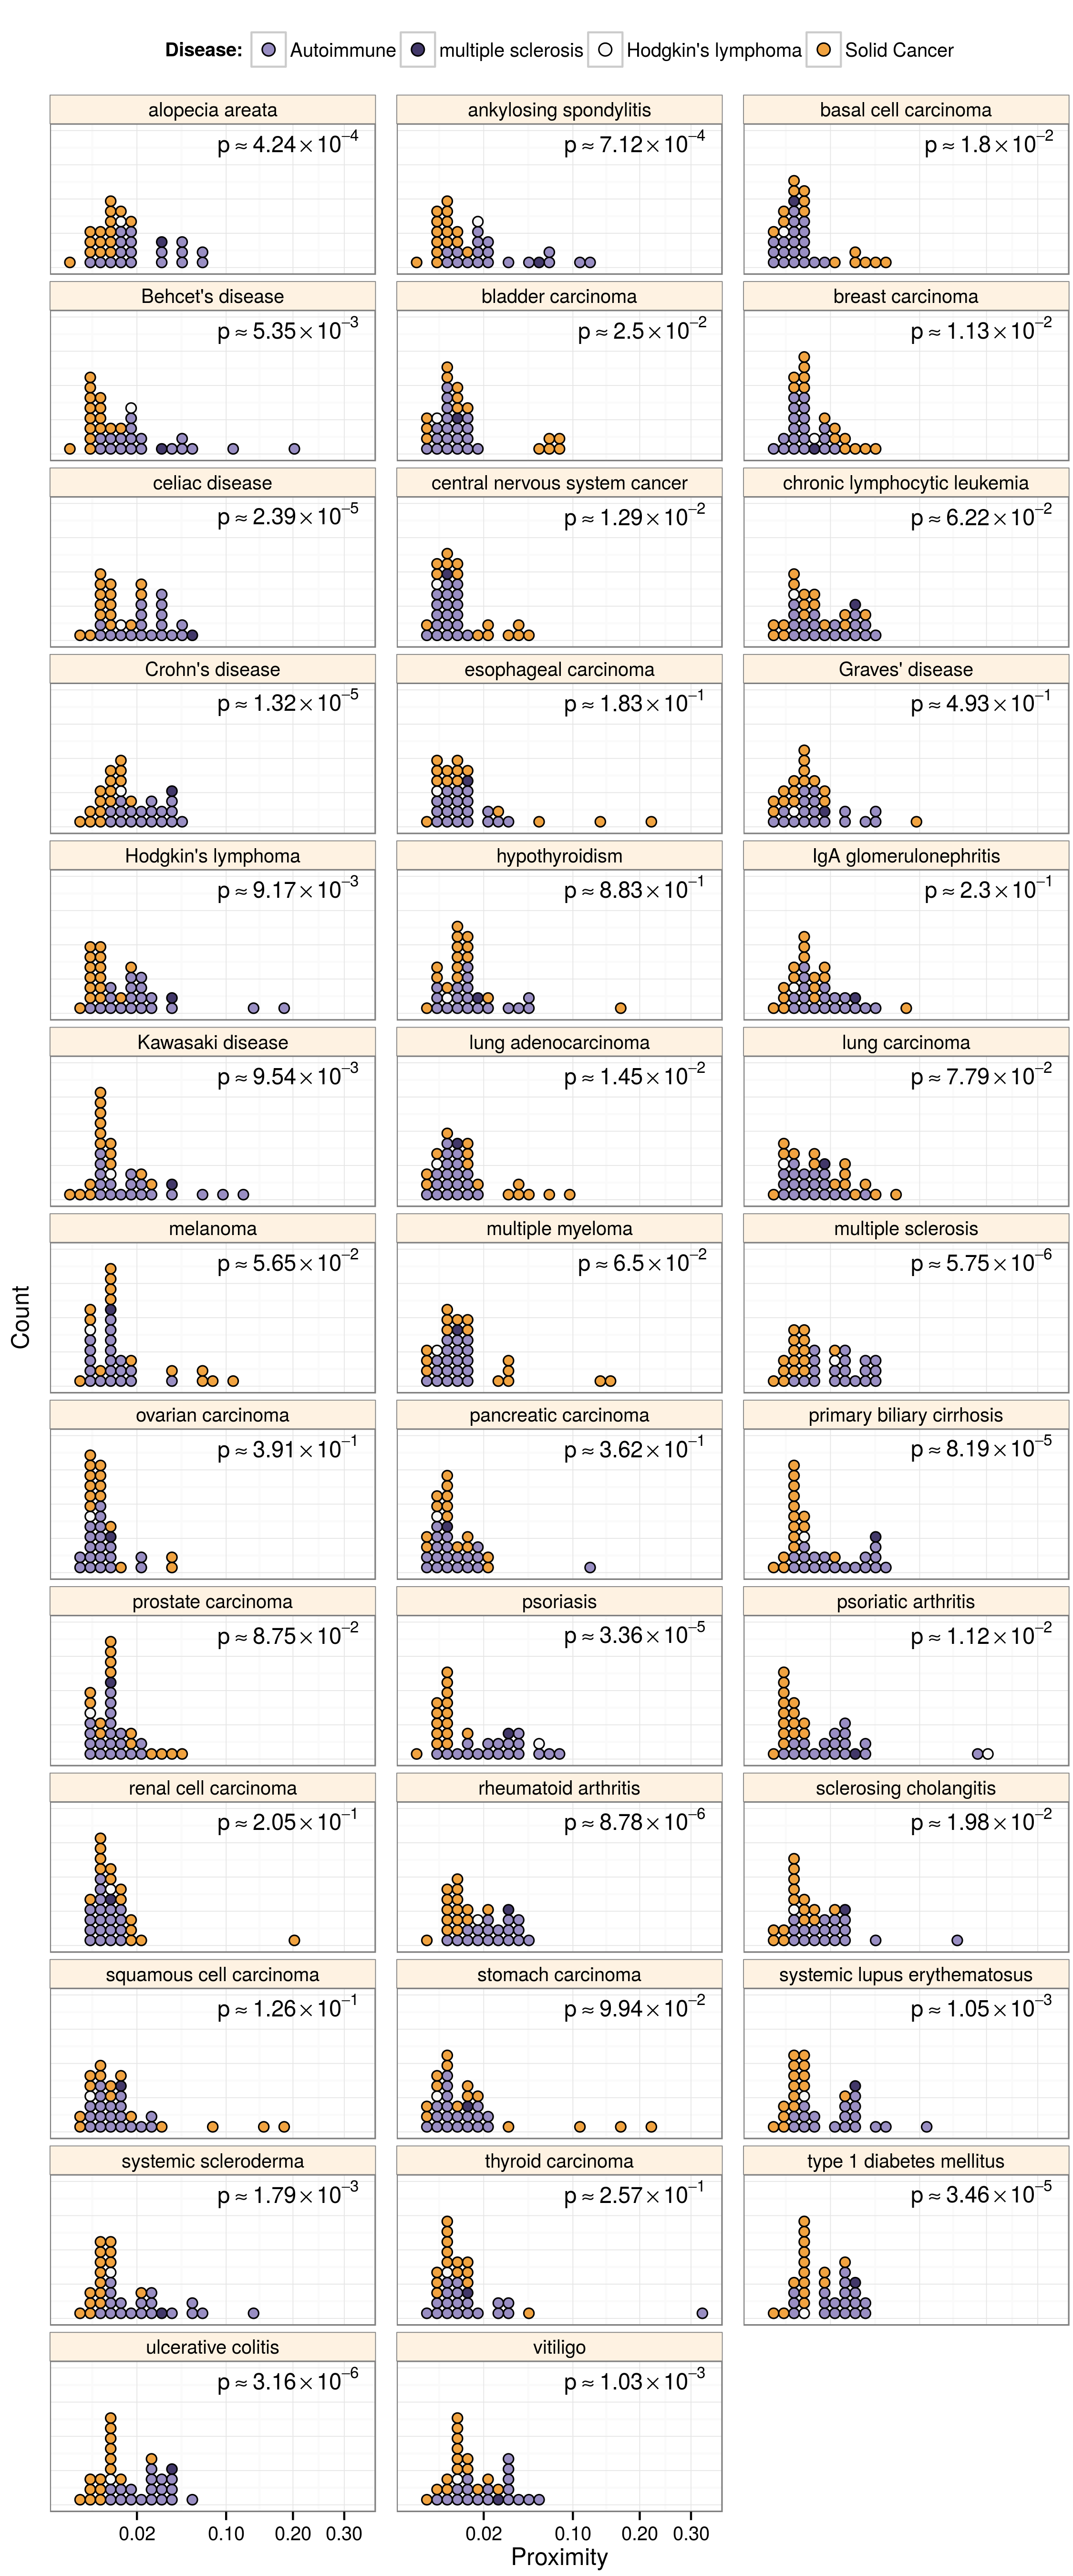 Disease: Autoimmune multiple sclerosis Hodgkin's lymphoma Solid Cancer
alopecia areata ankylosing spondylitis basal cell carcinoma
p ≈ 4.24 × 10⁻⁴ p ≈ 7.12 × 10⁻⁴ p ≈ 1.8 × 10⁻²
Behcet's disease bladder carcinoma breast carcinoma
p ≈ 5.35 × 10⁻³ p ≈ 2.5 × 10⁻² p ≈ 1.13 × 10⁻²
celiac disease central nervous system cancer chronic lymphocytic leukemia
p ≈ 2.39 × 10⁻⁵ p ≈ 1.29 × 10⁻² p ≈ 6.22 × 10⁻²
Crohn's disease esophageal carcinoma Graves' disease
p ≈ 1.32 × 10⁻⁵ p ≈ 1.83 × 10⁻¹ p ≈ 4.93 × 10⁻¹
Hodgkin's lymphoma hypothyroidism IgA glomerulonephritis
p ≈ 9.17 × 10⁻³ p ≈ 8.83 × 10⁻¹ p ≈ 2.3 × 10⁻¹
Kawasaki disease lung adenocarcinoma lung carcinoma
p ≈ 9.54 × 10⁻³ p ≈ 1.45 × 10⁻² p ≈ 7.79 × 10⁻²
melanoma multiple myeloma multiple sclerosis
p ≈ 5.65 × 10⁻² p ≈ 6.5 × 10⁻² p ≈ 5.75 × 10⁻⁶
Count
ovarian carcinoma pancreatic carcinoma primary biliary cirrhosis
p ≈ 3.91 × 10⁻¹ p ≈ 3.62 × 10⁻¹ p ≈ 8.19 × 10⁻⁵
prostate carcinoma psoriasis psoriatic arthritis
p ≈ 8.75 × 10⁻² p ≈ 3.36 × 10⁻⁵ p ≈ 1.12 × 10⁻²
renal cell carcinoma rheumatoid arthritis sclerosing cholangitis
p ≈ 2.05 × 10⁻¹ p ≈ 8.78 × 10⁻⁶ p ≈ 1.98 × 10⁻²
squamous cell carcinoma stomach carcinoma systemic lupus erythematosus
p ≈ 1.26 × 10⁻¹ p ≈ 9.94 × 10⁻² p ≈ 1.05 × 10⁻³
systemic scleroderma thyroid carcinoma type 1 diabetes mellitus
p ≈ 1.79 × 10⁻³ p ≈ 2.57 × 10⁻¹ p ≈ 3.46 × 10⁻⁵
ulcerative colitis vitiligo
p ≈ 3.16 × 10⁻⁶ p ≈ 1.03 × 10⁻³
0.02 0.10 0.20 0.30 0.02 0.10 0.20 0.30
Proximity